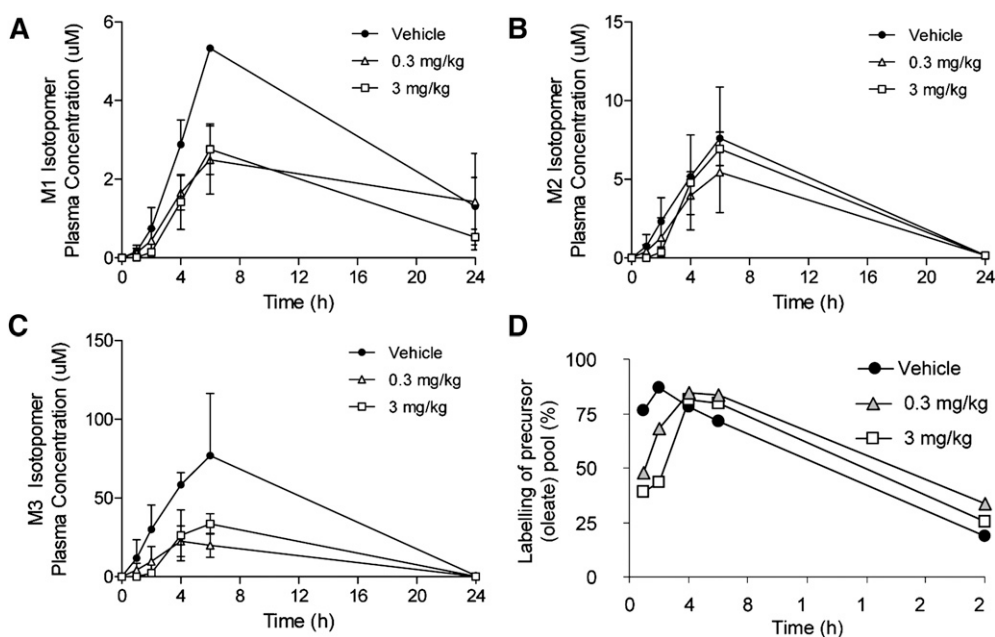 A
M1 Isotopomer
Plasma Concentration (uM)
6
4
2
0
0 4 8 12 16 20 24
Time (h)
Vehicle
0.3 mg/kg
3 mg/kg
B
M2 Isotopomer
Plasma Concentration (uM)
15
10
5
0
0 4 8 12 16 20 24
Time (h)
Vehicle
0.3 mg/kg
3 mg/kg
C
M3 Isotopomer
Plasma Concentration (uM)
150
100
50
0
0 4 8 12 16 20 24
Time (h)
Vehicle
0.3 mg/kg
3 mg/kg
D
Labelling of precursor
(oleate) pool (%)
100
75
50
25
0
0 4 8 1 1 2 2
Time (h)
Vehicle
0.3 mg/kg
3 mg/kg